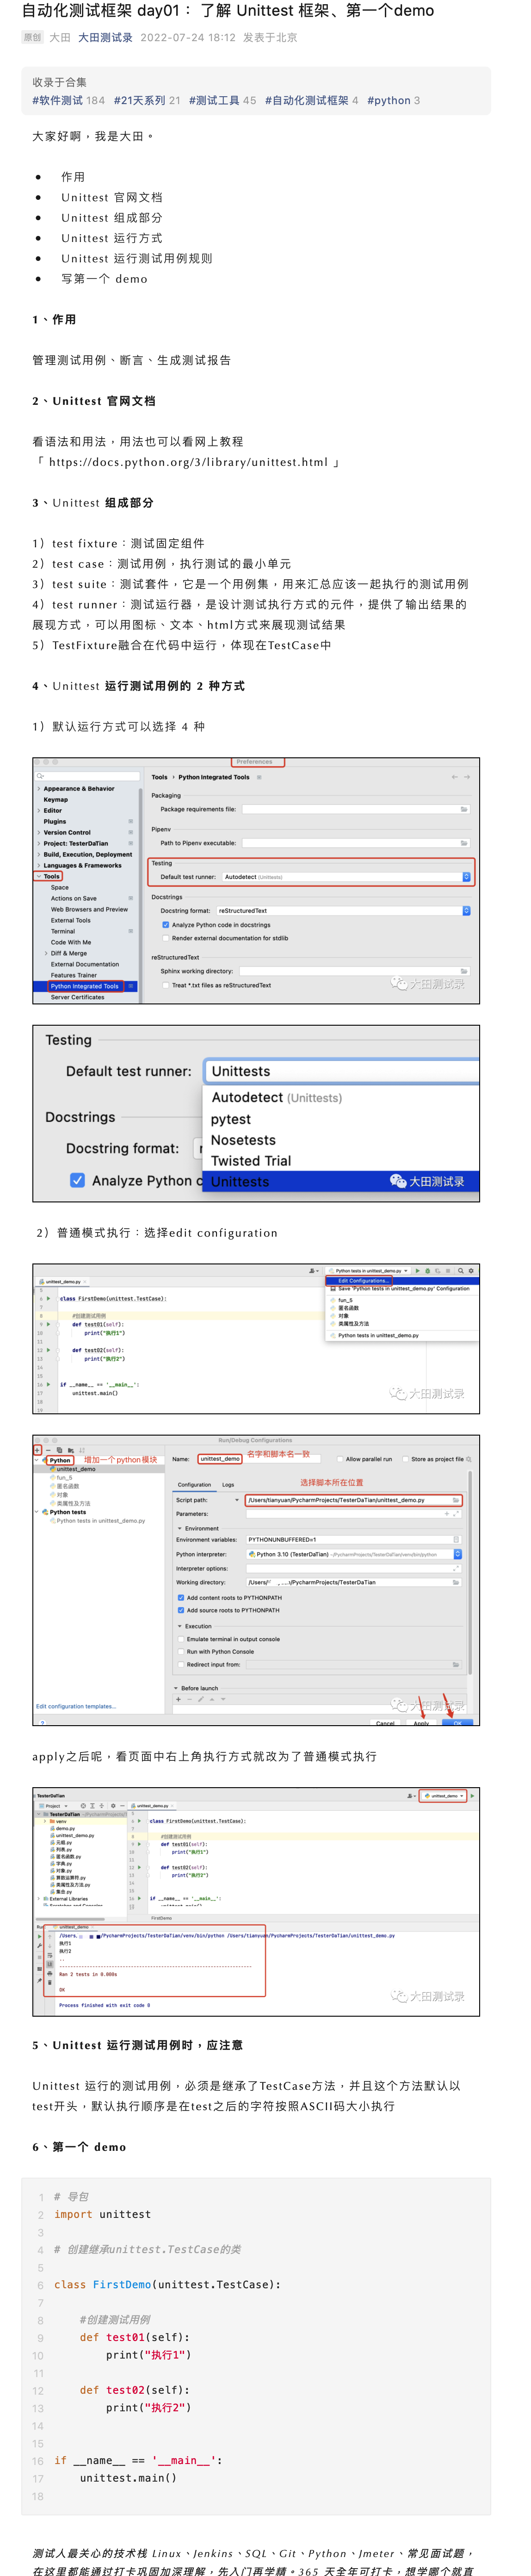 自动化测试框架 day01： 了解 Unittest 框架、第一个demo
原创 大田 大田测试录 2022-07-24 18:12 发表于北京
收录于合集
#软件测试 184 #21天系列 21 #测试工具 45 #自动化测试框架 4 #python 3
大家好啊，我是大田。
● 作用
● Unittest 官网文档
● Unittest 组成部分
● Unittest 运行方式
● Unittest 运行测试用例规则
● 写第一个 demo
1、作用
管理测试用例、断言、生成测试报告
2、Unittest 官网文档
看语法和用法，用法也可以看网上教程
「 https://docs.python.org/3/library/unittest.html 」
3、Unittest 组成部分
1）test fixture：测试固定组件
2）test case：测试用例，执行测试的最小单元
3）test suite：测试套件，它是一个用例集，用来汇总应该一起执行的测试用例
4）test runner：测试运行器，是设计测试执行方式的元件，提供了输出结果的
展现方式，可以用图标、文本、html方式来展现测试结果
5）TestFixture融合在代码中运行，体现在TestCase中
4、Unittest 运行测试用例的 2 种方式
1）默认运行方式可以选择 4 种
Preferences
Tools › Python Integrated Tools
Appearance & Behavior
Keymap
Editor
Plugins
Version Control
Project: TesterDaTian
Build, Execution, Deployment
Languages & Frameworks
Tools
Space
Actions on Save
Web Browsers and Preview
External Tools
Terminal
Code With Me
Diff & Merge
External Documentation
Features Trainer
Python Integrated Tools
Server Certificates
Packaging
Package requirements file:
Pipenv
Path to Pipenv executable:
Testing
Default test runner: Autodetect (Unittests)
Docstrings
Docstring format: reStructuredText
Analyze Python code in docstrings
Render external documentation for stdlib
reStructuredText
Sphinx working directory:
Treat *.txt files as reStructuredText
大田测试录
Testing
Default test runner: Unittests
Autodetect (Unittests)
pytest
Nosetests
Twisted Trial
Unittests
Docstrings
Docstring format: r
Analyze Python c
大田测试录
2）普通模式执行：选择edit configuration
unittest_demo.py
Python tests in unittest_demo.py
Edit Configurations...
Save 'Python tests in unittest_demo.py' Configuration
fun_5
匿名函数
对象
类属性及方法
Python tests in unittest_demo.py
5
6 class FirstDemo(unittest.TestCase):
7
8 #创建测试用例
9 def test01(self):
10 print("执行1")
11
12 def test02(self):
13 print("执行2")
14
15
16 if __name__ == '__main__':
17 unittest.main()
18
19
大田测试录
Run/Debug Configurations
Python 增加一个python模块
unittest_demo
fun_5
匿名函数
对象
类属性及方法
Python tests
Python tests in unittest_demo.py
Name: unittest_demo 名字和脚本名一致
Allow parallel run
Store as project file
Configuration Logs 选择脚本所在位置
Script path: /Users/tianyuan/PycharmProjects/TesterDaTian/unittest_demo.py
Parameters:
Environment
Environment variables: PYTHONUNBUFFERED=1
Python interpreter: Python 3.10 (TesterDaTian) ~/PycharmProjects/TesterDaTian/venv/bin/python
Interpreter options:
Working directory: /Users/ /PycharmProjects/TesterDaTian
Add content roots to PYTHONPATH
Add source roots to PYTHONPATH
Execution
Emulate terminal in output console
Run with Python Console
Redirect input from:
Before launch
Edit configuration templates...
大田测试录
? Cancel Apply
apply之后呢，看页面中右上角执行方式就改为了普通模式执行
TesterDaTian
unittest_demo
Project
unittest_demo.py
TesterDaTian
venv
demo.py
unittest_demo.py
元组.py
列表.py
匿名函数.py
字典.py
对象.py
算数运算符.py
类属性及方法.py
集合.py
External Libraries
6 class FirstDemo(unittest.TestCase):
7
8 #创建测试用例
9 def test01(self):
10 print("执行1")
11
12 def test02(self):
13 print("执行2")
14
15
16 if __name__ == '__main__':
FirstDemo
unittest_demo
/Users. /PycharmProjects/TesterDaTian/venv/bin/python /Users/tianyuan/PycharmProjects/TesterDaTian/unittest_demo.py
执行1
执行2
..
Ran 2 tests in 0.000s
OK
Process finished with exit code 0
大田测试录
5、Unittest 运行测试用例时，应注意
Unittest 运行的测试用例，必须是继承了TestCase方法，并且这个方法默认以
test开头，默认执行顺序是在test之后的字符按照ASCII码大小执行
6、第一个 demo
1 # 导包
2 import unittest
3
4 # 创建继承unittest.TestCase的类
5
6 class FirstDemo(unittest.TestCase):
7
8 #创建测试用例
9 def test01(self):
10 print("执行1")
11
12 def test02(self):
13 print("执行2")
14
15
16 if __name__ == '__main__':
17 unittest.main()
18
测试人最关心的技术栈 Linux、Jenkins、SQL、Git、Python、Jmeter、常见面试题，
在这里都能通过打卡巩固加深理解，先入门再学精。365 天全年可打卡，想学哪个就直